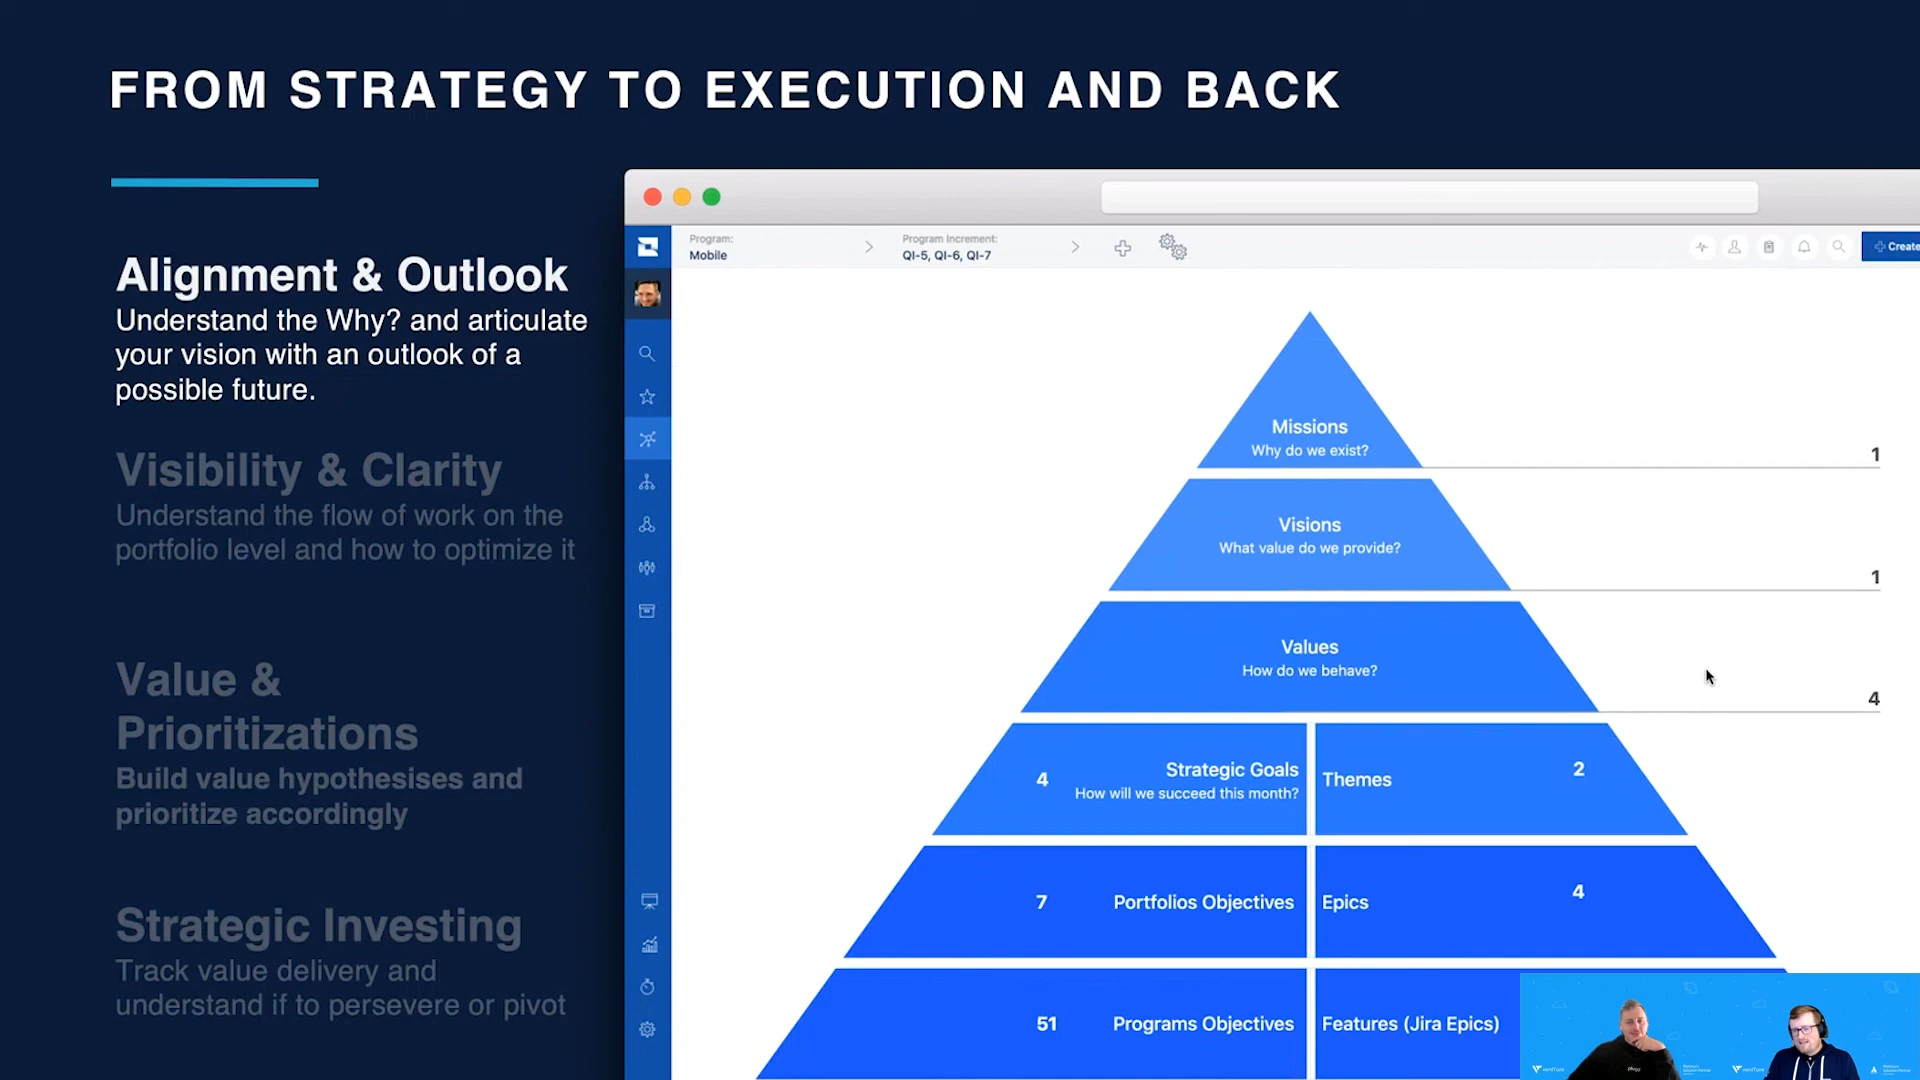 FROM STRATEGY TO EXECUTION AND BACK
Alignment & Outlook
Understand the Why? and articulate
your vision with an outlook of a
possible future.
Visibility & Clarity
Understand the flow of work on the
portfolio level and how to optimize it
Value &
Prioritizations
Build value hypothesises and
prioritize accordingly
Strategic Investing
Track value delivery and
understand if to persevere or pivot
Program:
Mobile
Program Increment:
QI-5, QI-6, QI-7
Create
Missions
Why do we exist?
1
Visions
What value do we provide?
1
Values
How do we behave?
4
4
Strategic Goals
How will we succeed this month?
Themes
2
7
Portfolios Objectives
Epics
4
51
Programs Objectives
Features (Jira Epics)